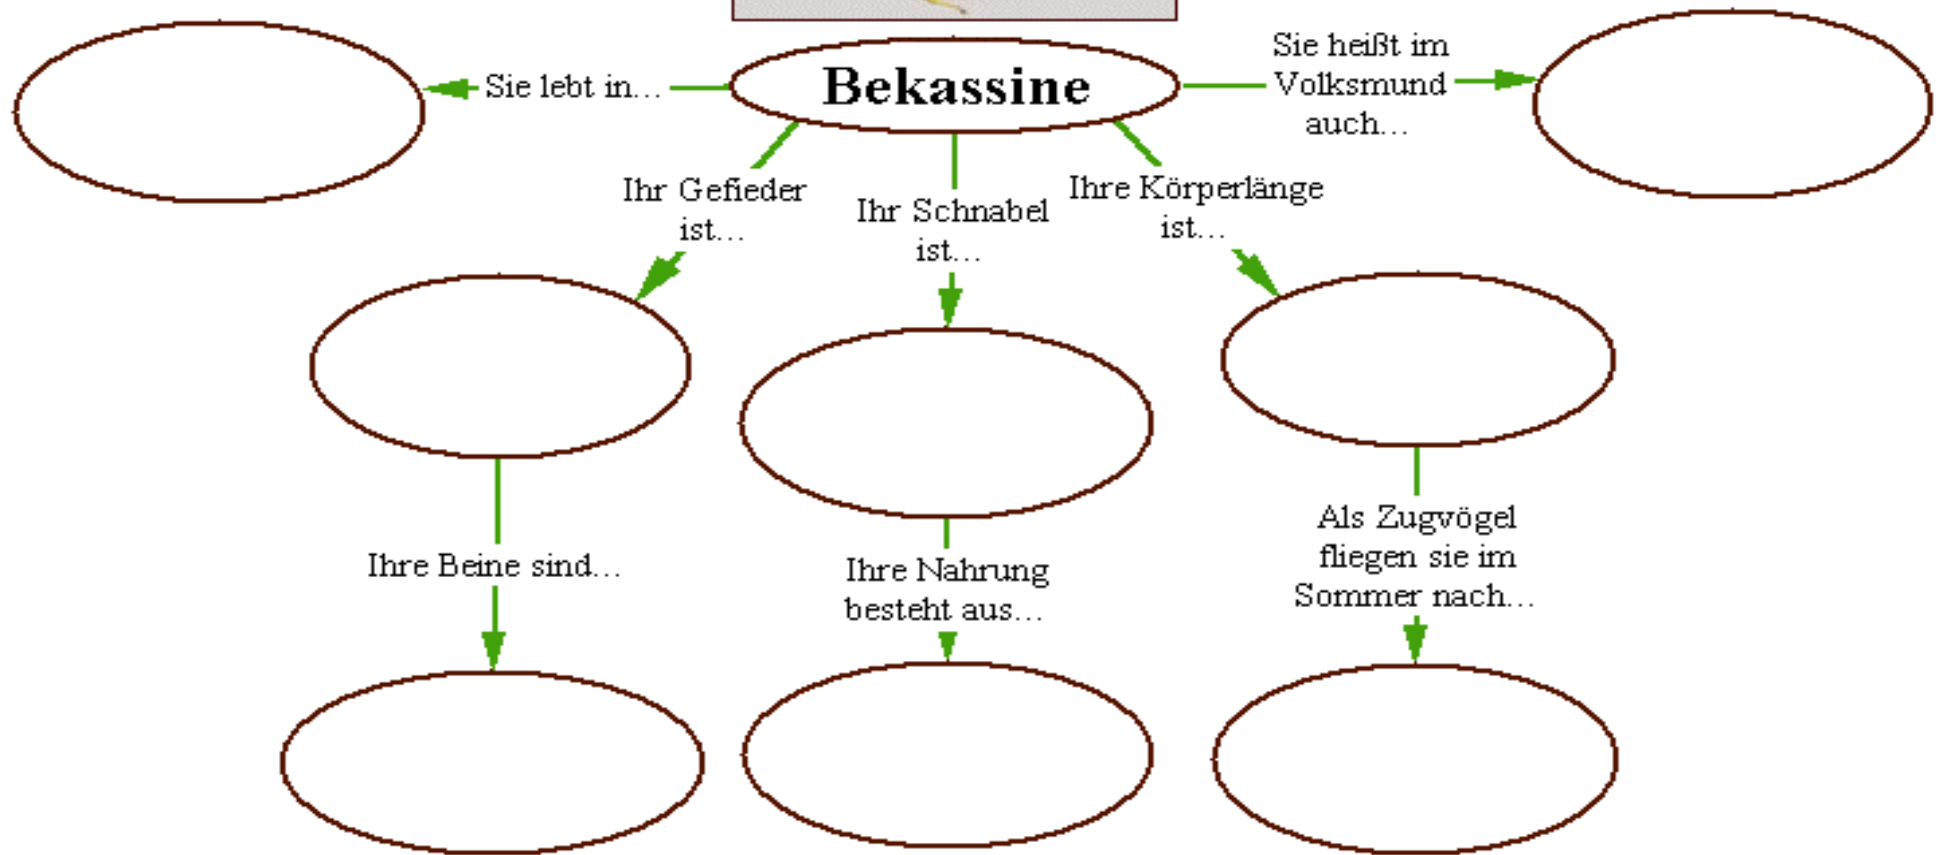 Bekassine
Sie lebt in...
Sie heißt im
Volksmund
auch...
Ihr Gefieder
ist...
Ihr Schnabel
ist...
Ihre Körperlänge
ist...
Ihre Beine sind...
Ihre Nahrung
besteht aus...
Als Zugvögel
fliegen sie im
Sommer nach...